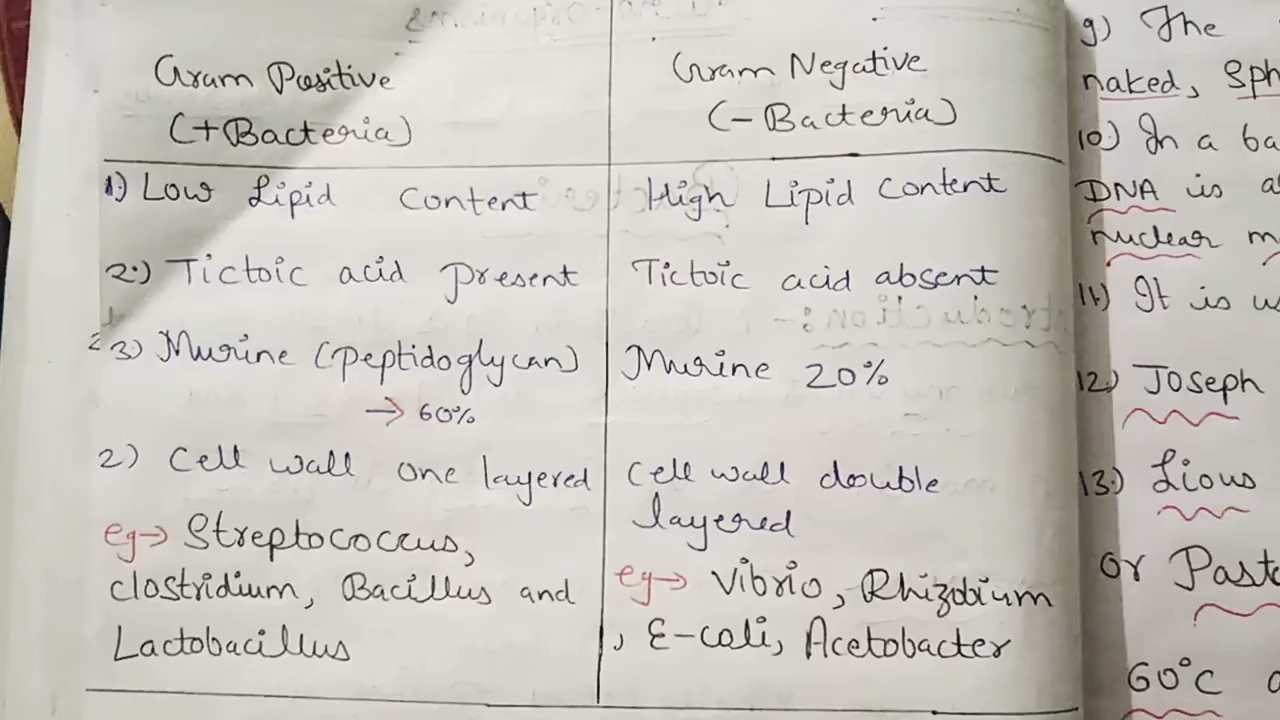 Gram Positive
(+Bacteria)
1.) Low Lipid Content
2.) Tictoic acid present
3) Murine (peptidoglycan)
→ 60%
2) Cell wall one layered
eg→ Streptococcus,
clostridium, Bacillus and
Lactobacillus
Gram Negative
(- Bacteria)
High Lipid Content
Tictoic acid absent
Murine 20%
Cell wall double
layered
eg→ Vibrio, Rhizobium
, E-coli, Acetobacter
9) The
naked, Sph
10.) In a ba
DNA is
nuclear
11.) It is
12.) Joseph
13.) Lious
or Past
60°C